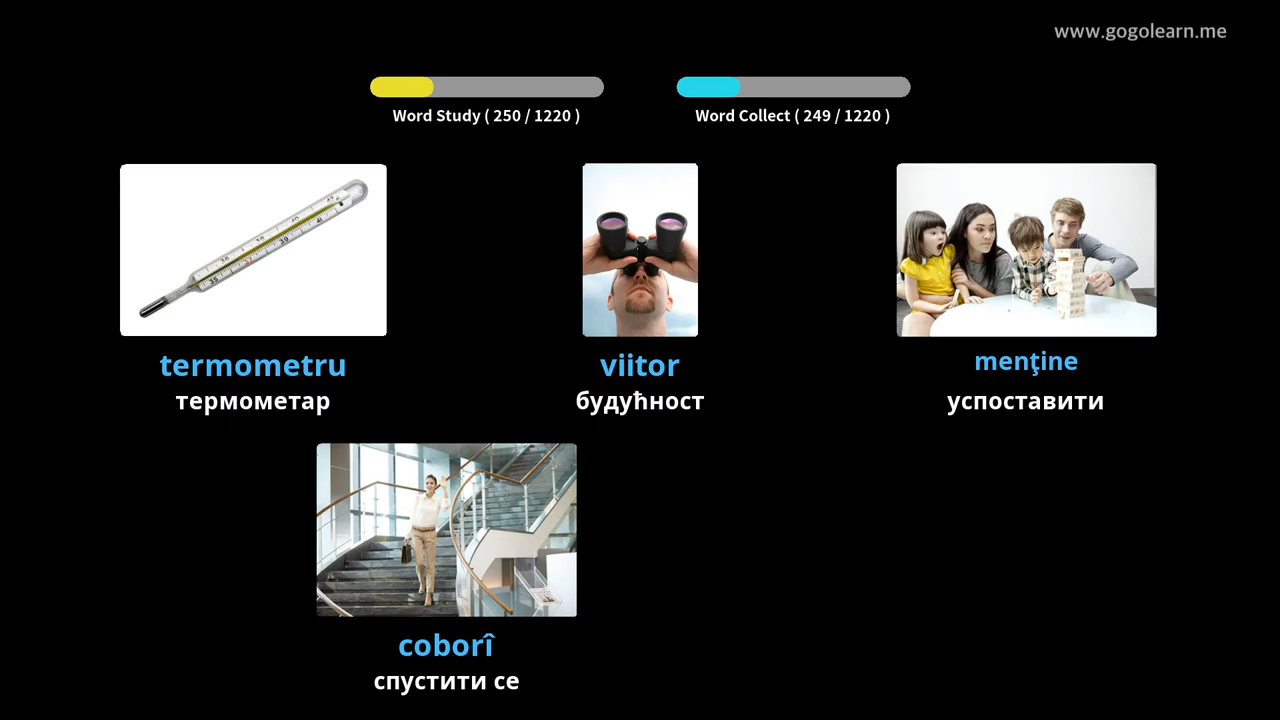 www.gogolearn.me
Word Study ( 250 / 1220 )
Word Collect ( 249 / 1220 )
termometru
термометар
viitor
будућност
menţine
успоставити
coborî
спустити се